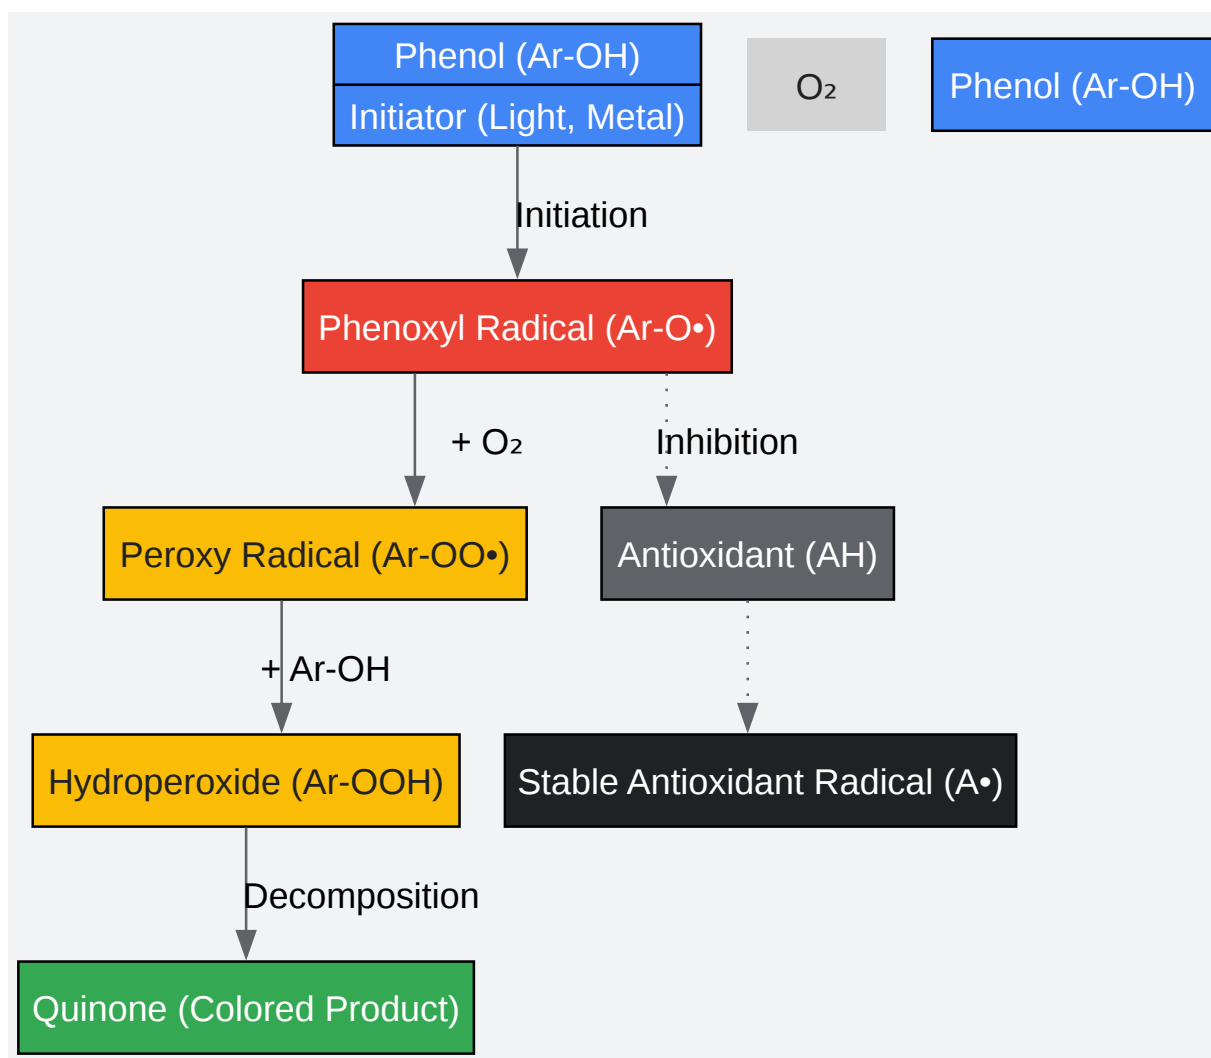 Phenol (Ar-OH)
Initiator (Light, Metal)
O₂
Phenol (Ar-OH)
Initiation
Phenoxyl Radical (Ar-O•)
+ O₂
Inhibition
Peroxy Radical (Ar-OO•)
Antioxidant (AH)
+ Ar-OH
Hydroperoxide (Ar-OOH)
Stable Antioxidant Radical (A•)
Decomposition
Quinone (Colored Product)